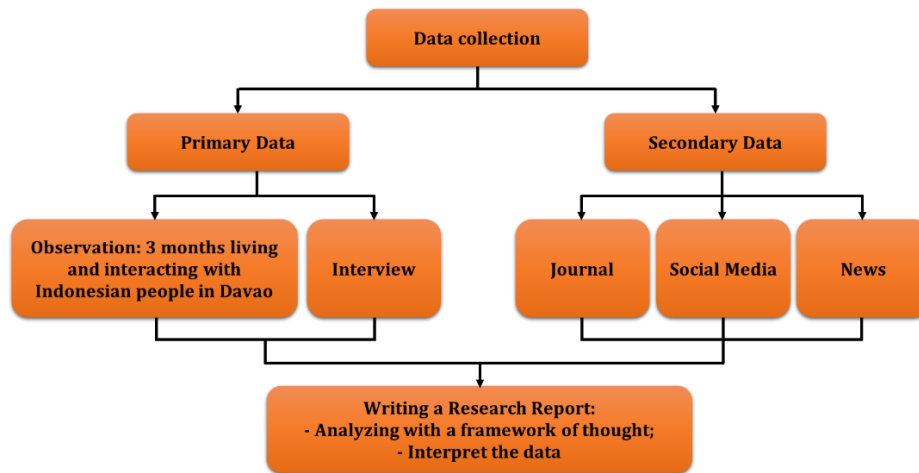 Data collection
Primary Data
Secondary Data
Observation: 3 months living
and interacting with
Indonesian people in Davao
Interview
Journal
Social Media
News
Writing a Research Report:
- Analyzing with a framework of thought;
- Interpret the data